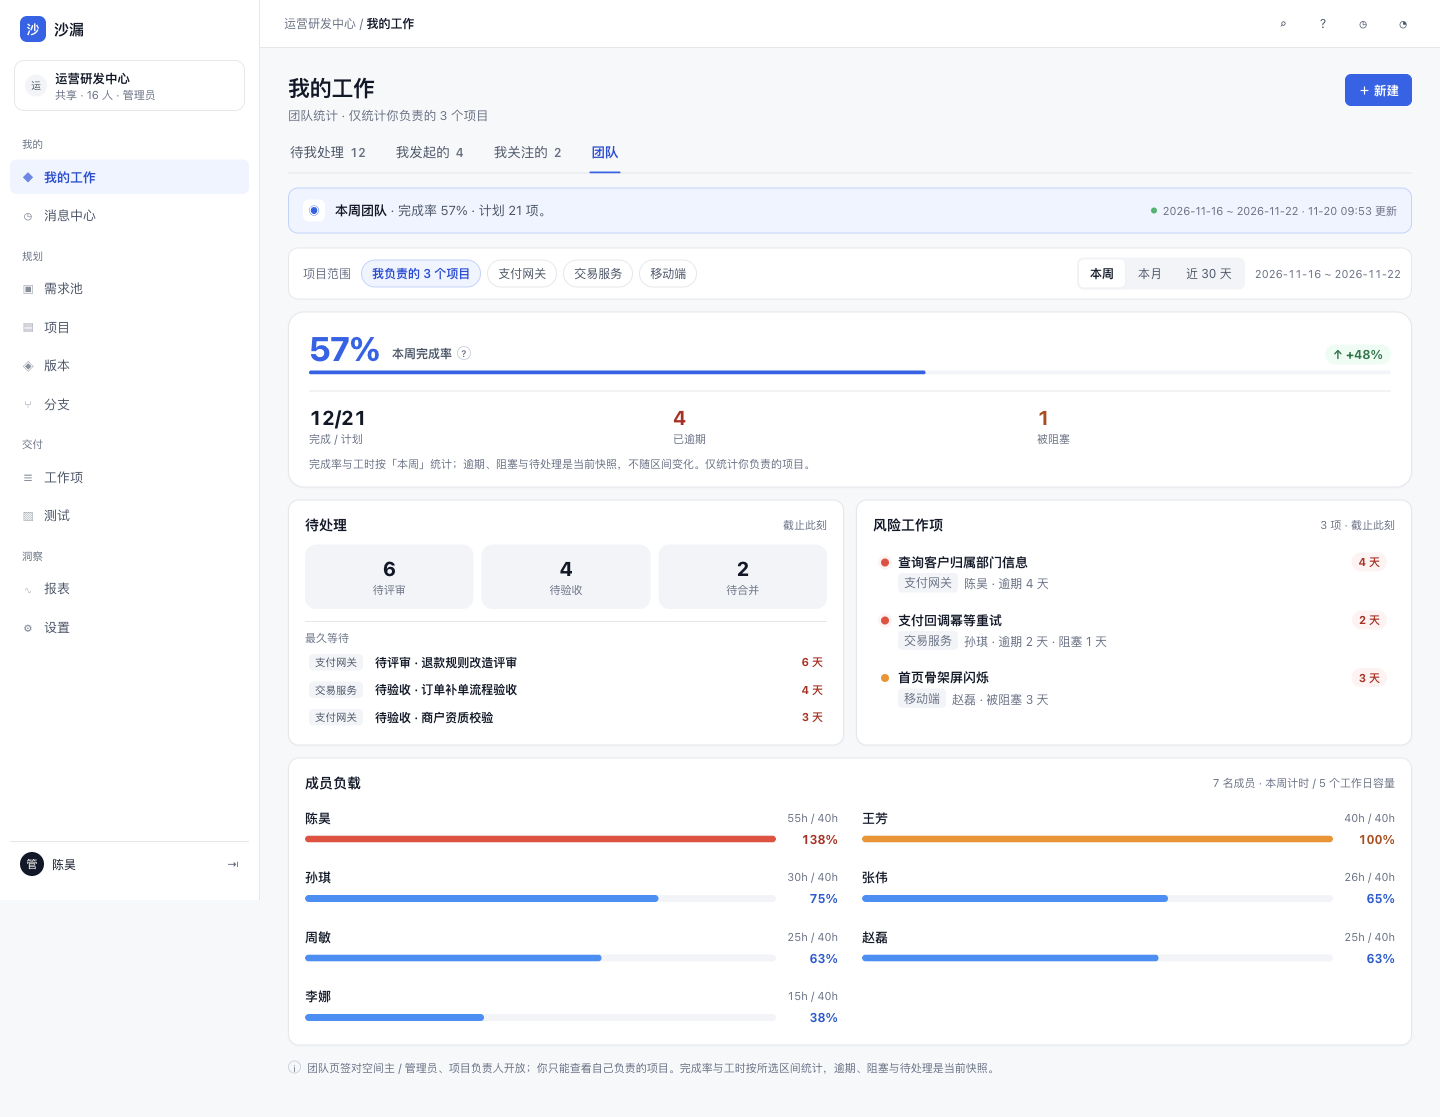 沙 沙漏
运 运营研发中心
共享 · 16 人 · 管理员
我的
我的工作
消息中心
规划
需求池
项目
版本
分支
交付
工作项
测试
洞察
报表
设置
管 陈昊
运营研发中心 / 我的工作
?
我的工作
团队统计 · 仅统计你负责的 3 个项目
+ 新建
待我处理 12 我发起的 4 我关注的 2 团队
本周团队 · 完成率 57% · 计划 21 项。
2026-11-16 ~ 2026-11-22 · 11-20 09:53 更新
项目范围 我负责的 3 个项目 支付网关 交易服务 移动端
本周 本月 近 30 天 2026-11-16 ~ 2026-11-22
57% 本周完成率 ?
↑ +48%
12/21 4 1
完成 / 计划 已逾期 被阻塞
完成率与工时按「本周」统计；逾期、阻塞与待处理是当前快照，不随区间变化。仅统计你负责的项目。
待处理 截止此刻
6 4 2
待评审 待验收 待合并
最久等待
支付网关 待评审 · 退款规则改造评审 6 天
交易服务 待验收 · 订单补单流程验收 4 天
支付网关 待验收 · 商户资质校验 3 天
风险工作项 3 项 · 截止此刻
查询客户归属部门信息 4 天
支付网关 陈昊 · 逾期 4 天
支付回调幂等重试 2 天
交易服务 孙琪 · 逾期 2 天 · 阻塞 1 天
首页骨架屏闪烁 3 天
移动端 赵磊 · 被阻塞 3 天
成员负载 7 名成员 · 本周计时 / 5 个工作日容量
陈昊 55h / 40h
138%
王芳 40h / 40h
100%
孙琪 30h / 40h
75%
张伟 26h / 40h
65%
周敏 25h / 40h
63%
赵磊 25h / 40h
63%
李娜 15h / 40h
38%
团队页签对空间主 / 管理员、项目负责人开放；你只能查看自己负责的项目。完成率与工时按所选区间统计，逾期、阻塞与待处理是当前快照。